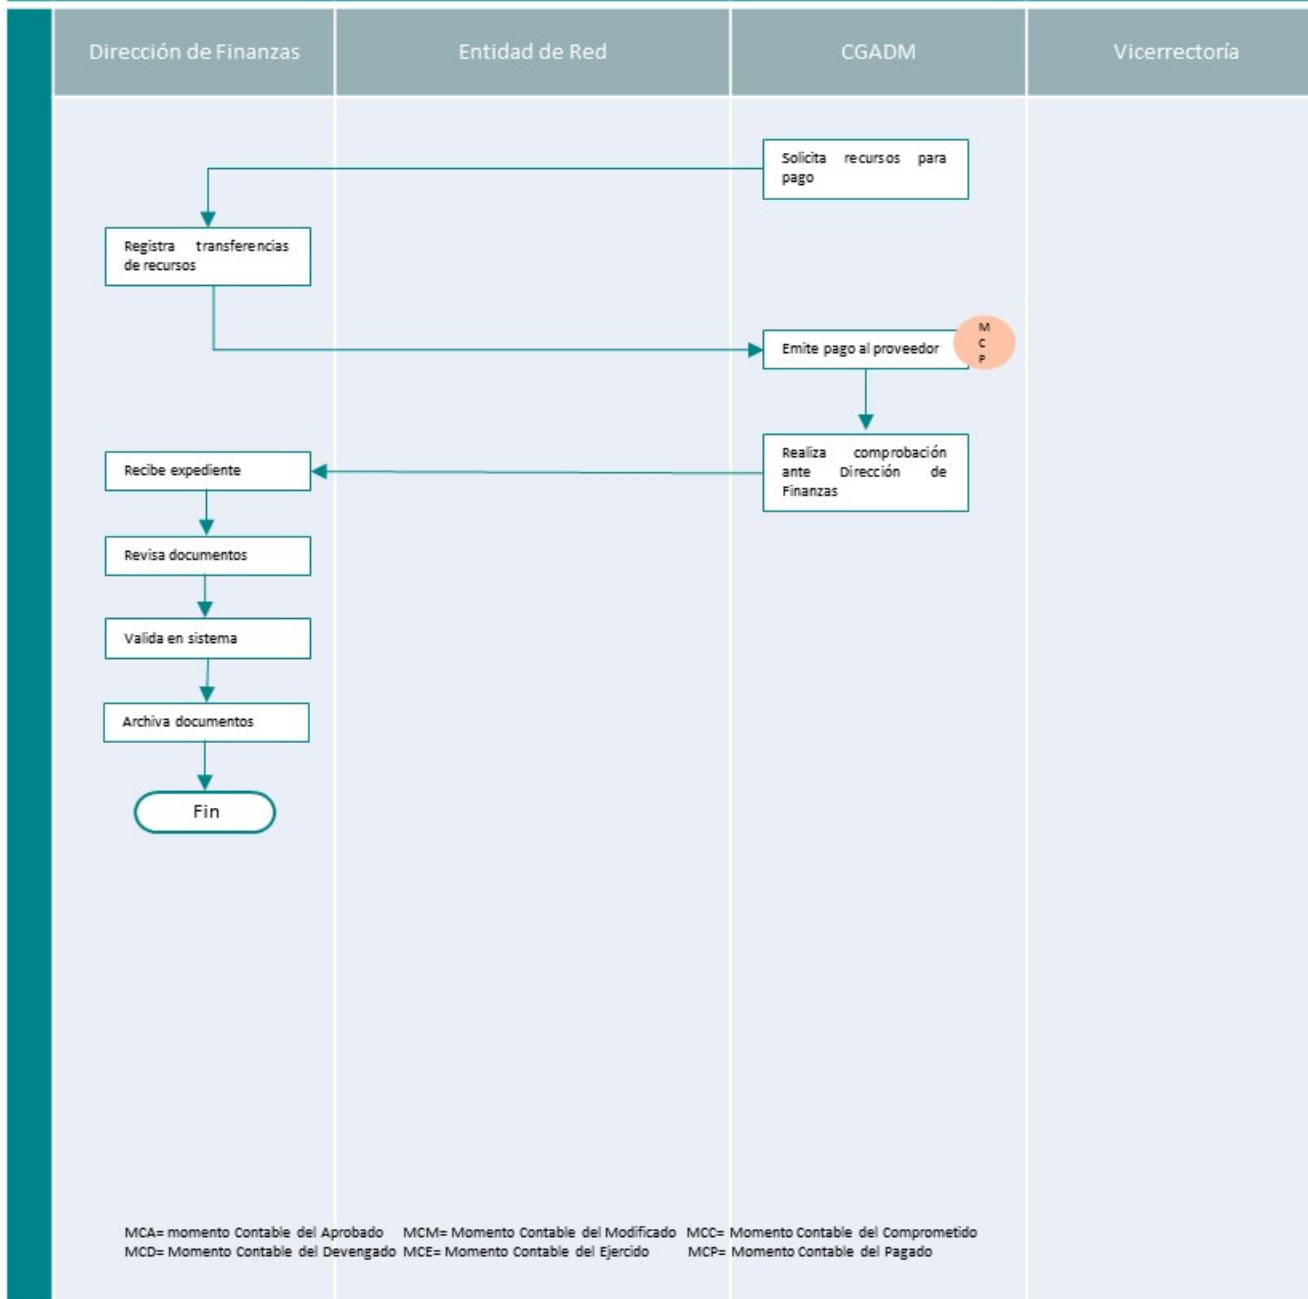 Dirección de Finanzas
Entidad de Red
CGADM
Vicerrectoría
Solicita recursos para
pago
Registra transferencias
de recursos
Emite pago al proveedor
M
C
P
Realiza comprobación
ante Dirección de
Finanzas
Recibe expediente
Revisa documentos
Valida en sistema
Archiva documentos
Fin
MCA= momento Contable del Aprobado MCM= Momento Contable del Modificado MCC= Momento Contable del Comprometido
MCD= Momento Contable del Devengado MCE= Momento Contable del Ejercido MCP= Momento Contable del Pagado